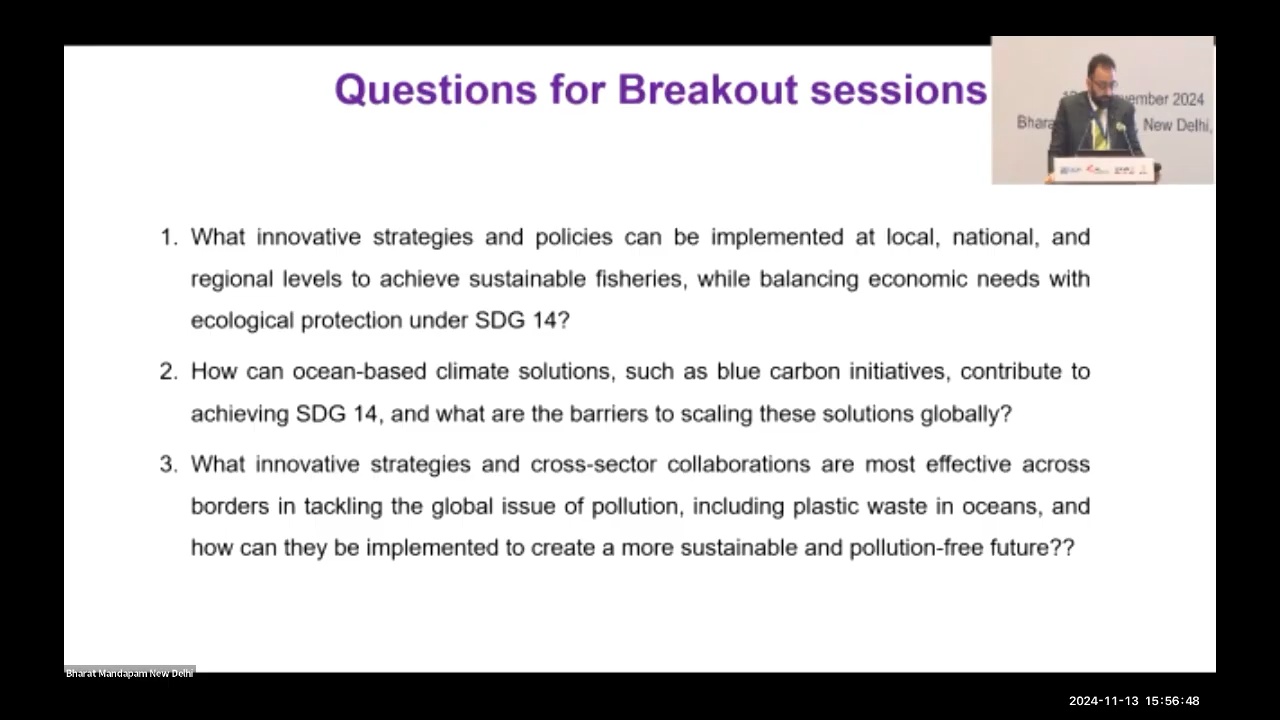 Questions for Breakout sessions
ember 2024
Bhara
New Delhi,
1. What innovative strategies and policies can be implemented at local, national, and
regional levels to achieve sustainable fisheries, while balancing economic needs with
ecological protection under SDG 14?
2. How can ocean-based climate solutions, such as blue carbon initiatives, contribute to
achieving SDG 14, and what are the barriers to scaling these solutions globally?
3. What innovative strategies and cross-sector collaborations are most effective across
borders in tackling the global issue of pollution, including plastic waste in oceans, and
how can they be implemented to create a more sustainable and pollution-free future??
Bharat Mandapam New Delhi
2024-11-13 15:56:48